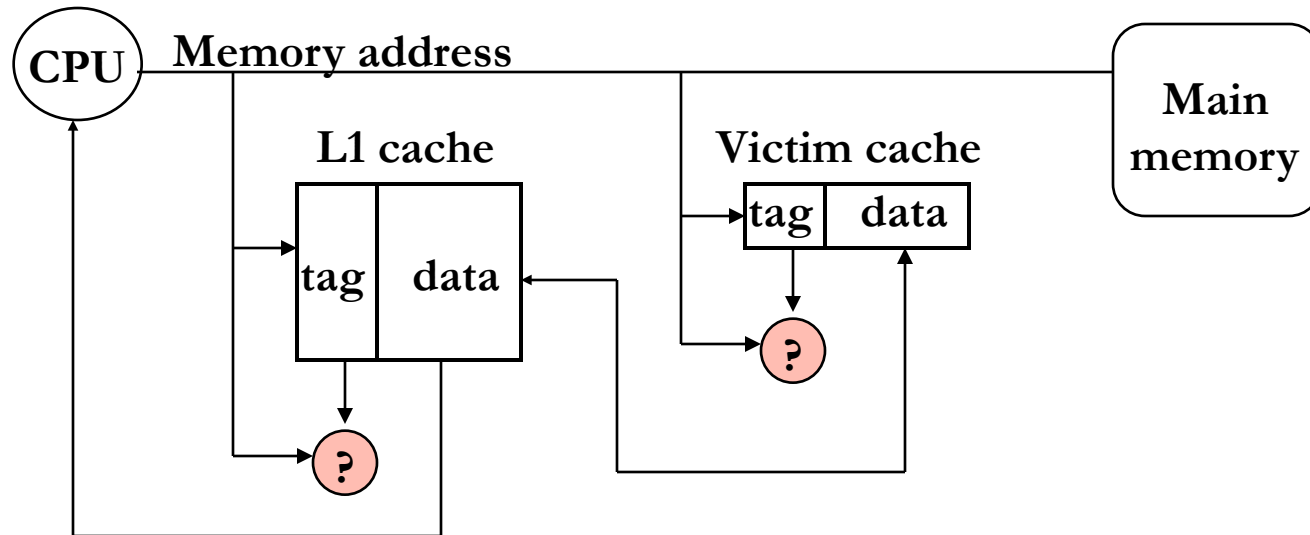 CPU
Memory address
Main
memory
L1 cache
Victim cache
tag
data
tag
data
?
?